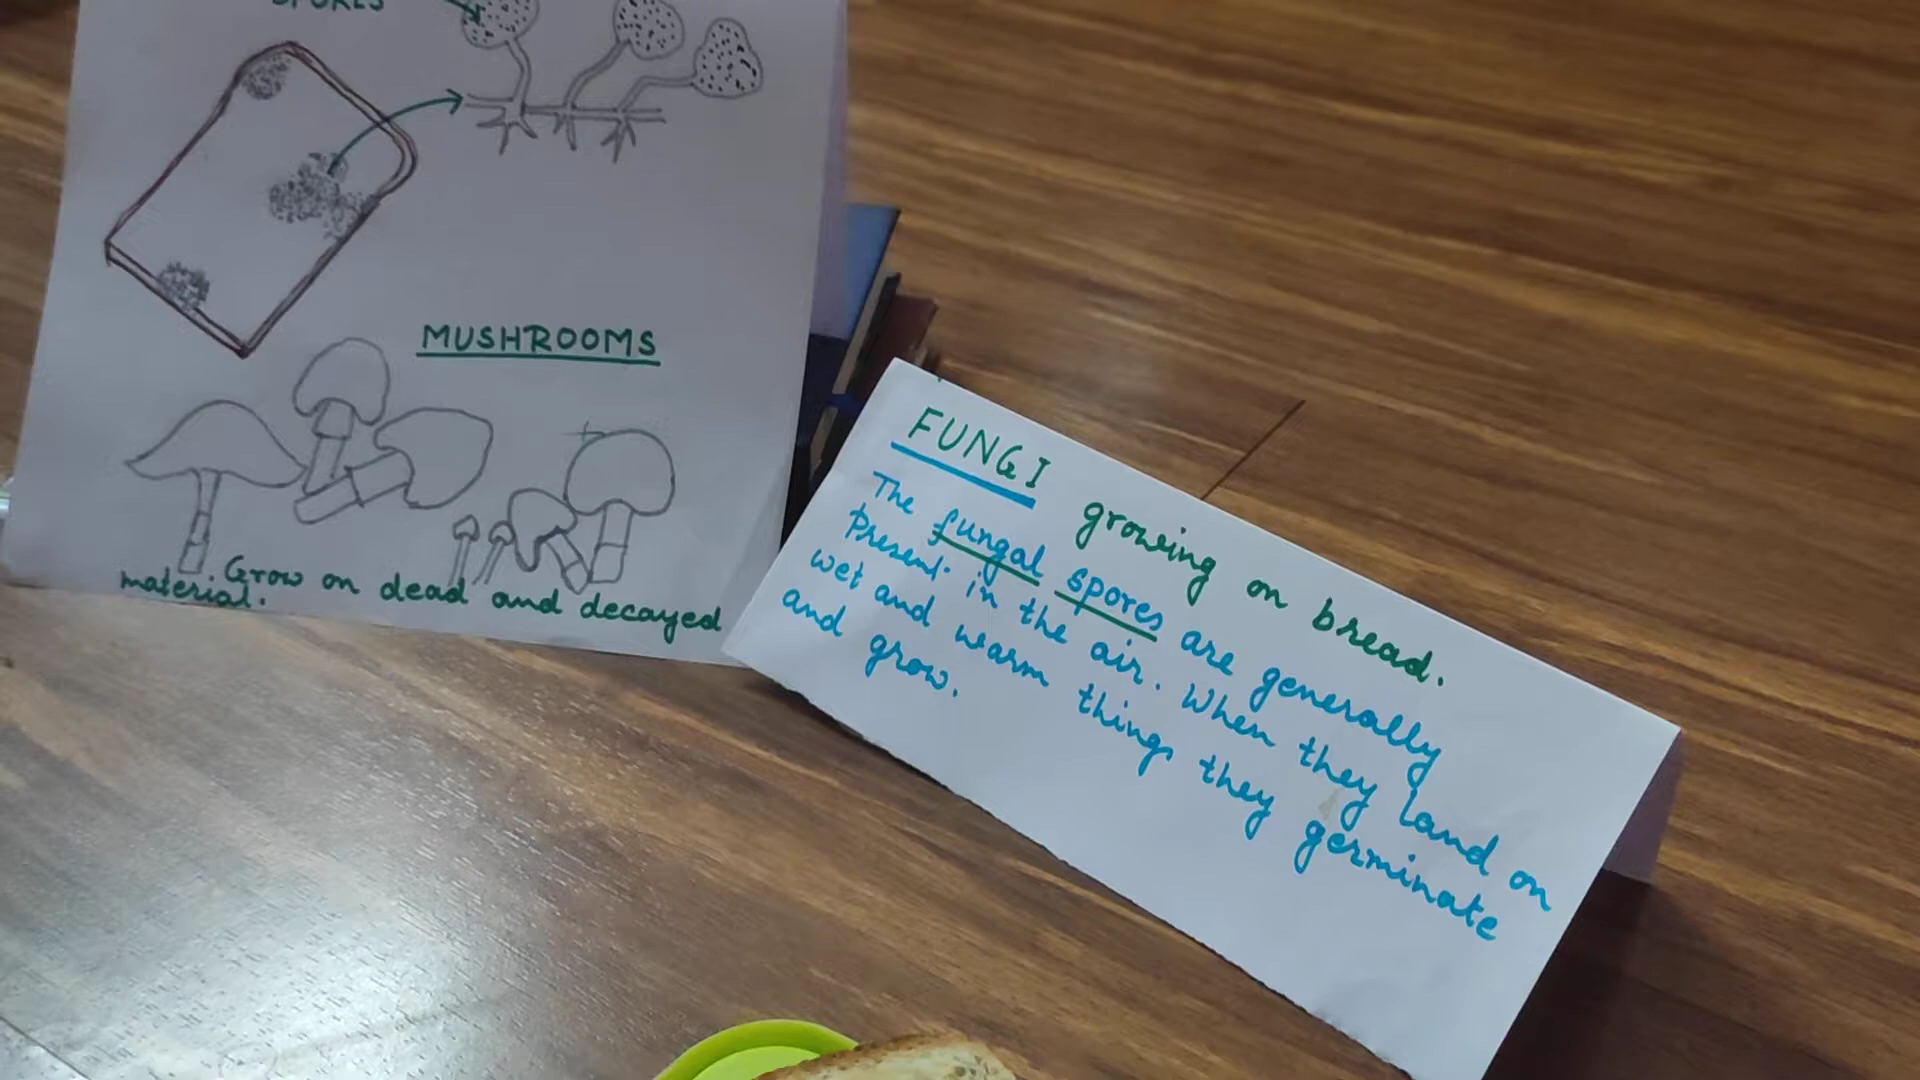 SPORES
MUSHROOMS
Grow on dead and decayed
material.
FUNGI growing on bread.
The fungal spores are generally
Present in the air. When they land on
wet and warm things they germinate
and grow.